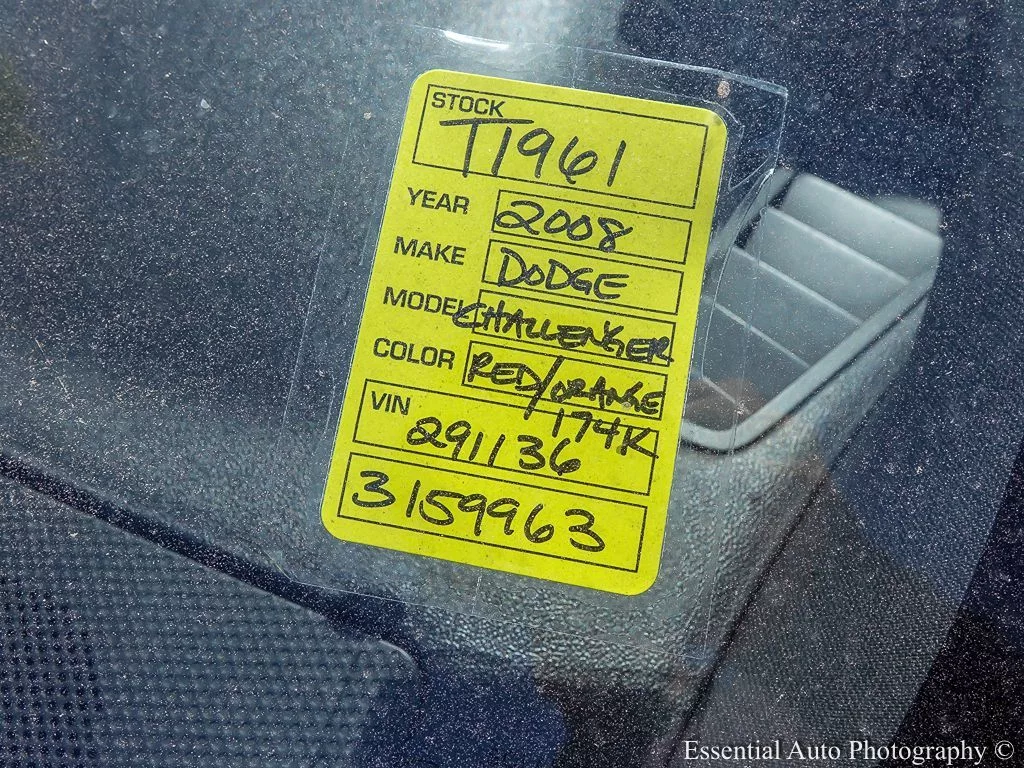 STOCK
T1961
YEAR 2008
MAKE DODGE
MODEL CHALLENGER
COLOR RED/ORANGE
174K
VIN
291136
3159963
Essential Auto Photography ©